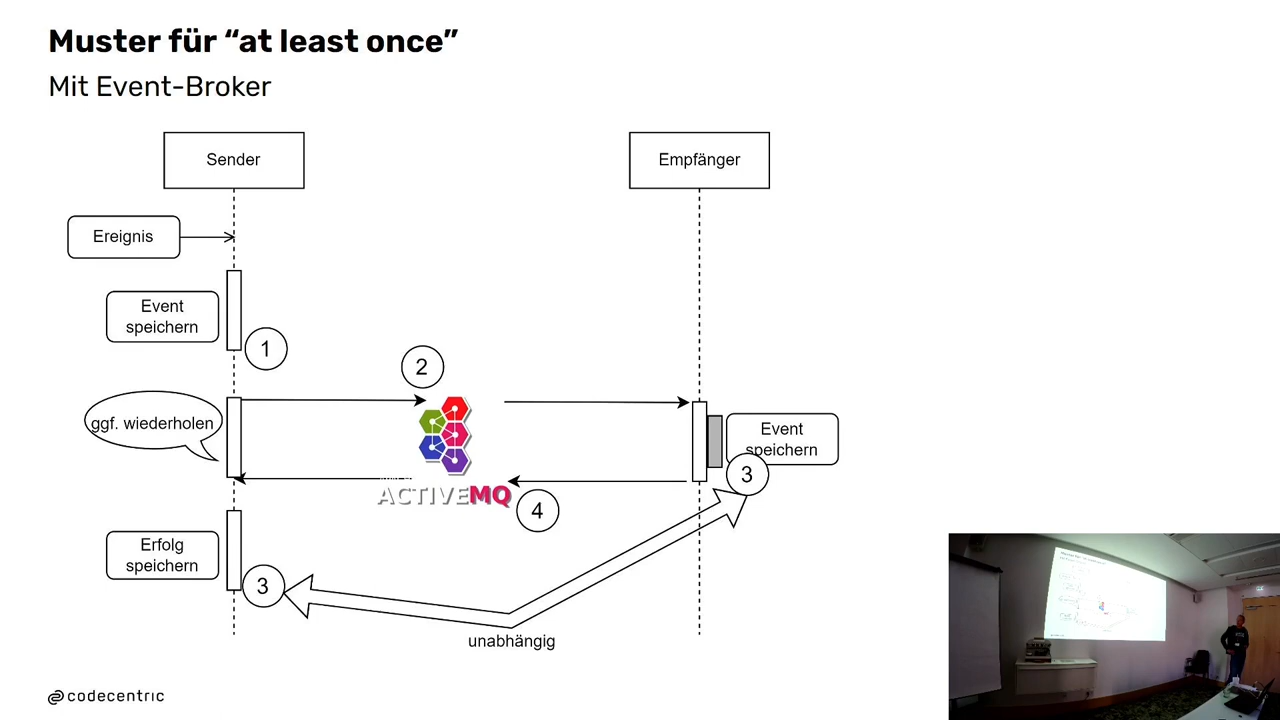 Muster für “at least once”
Mit Event-Broker
Sender
Empfänger
Ereignis
Event
speichern
1
2
ggf. wiederholen
Event
speichern
3
ACTIVEMQ
4
Erfolg
speichern
3
unabhängig
codecentric